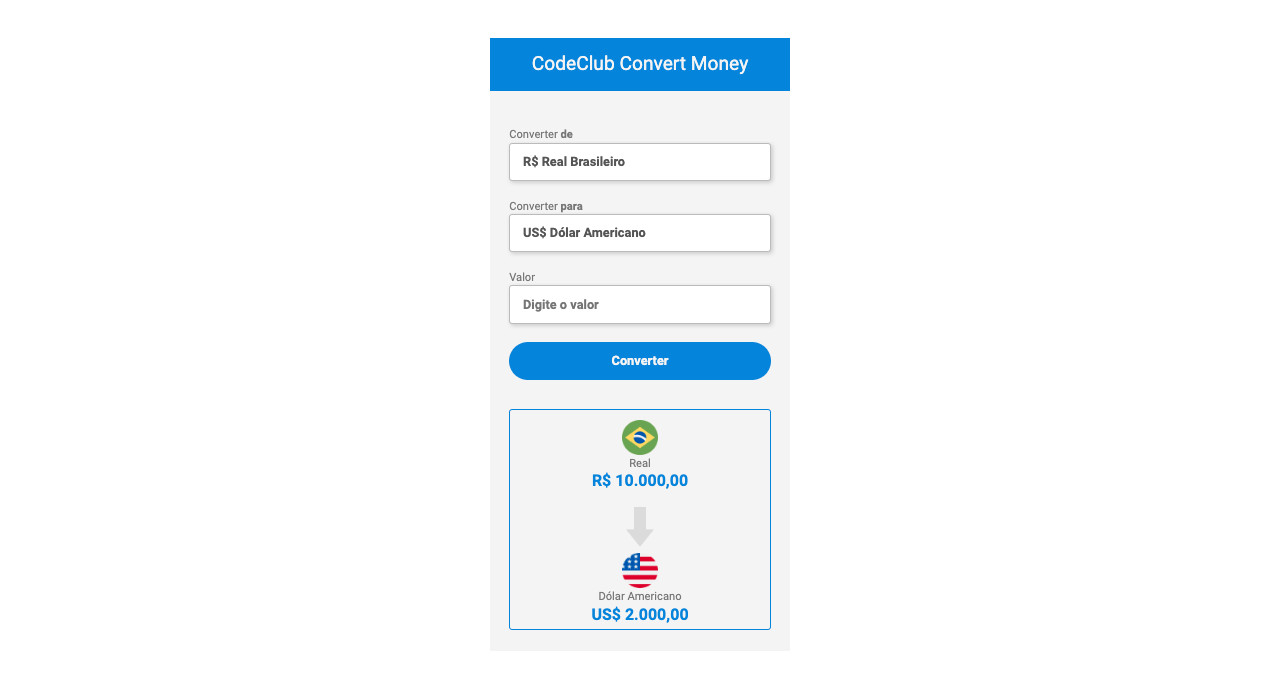 CodeClub Convert Money
Converter de
R$ Real Brasileiro
Converter para
US$ Dólar Americano
Valor
Digite o valor
Converter
Real
R$ 10.000,00
Dólar Americano
US$ 2.000,00